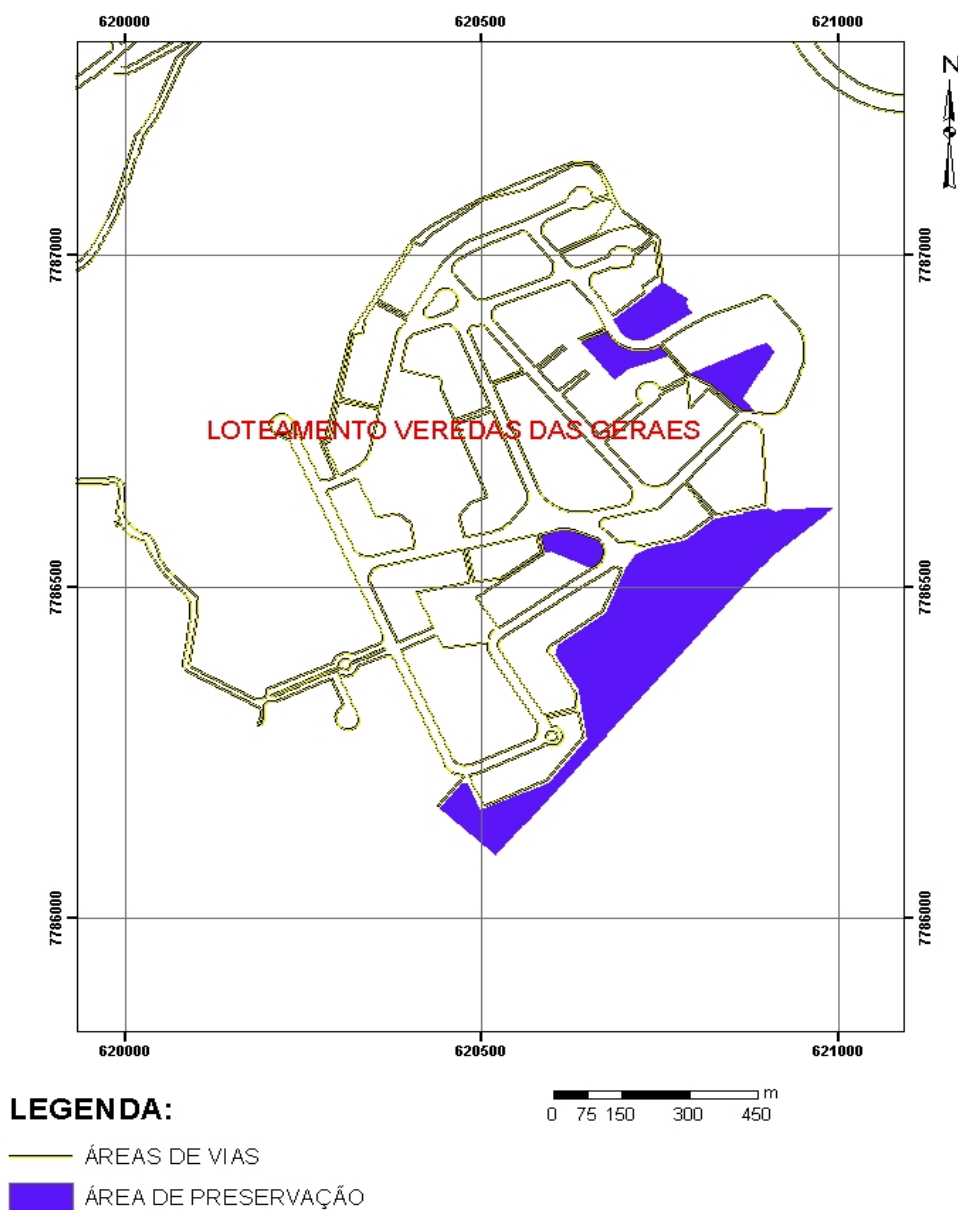 620000 620500 621000
N
7787000 7787000
LOTEAMENTO VEREDAS DAS GERAES
7786500 7786500
7786000 7786000
620000 620500 621000
LEGENDA:
m
0 75 150 300 450
ÁREAS DE VIAS
ÁREA DE PRESERVAÇÃO